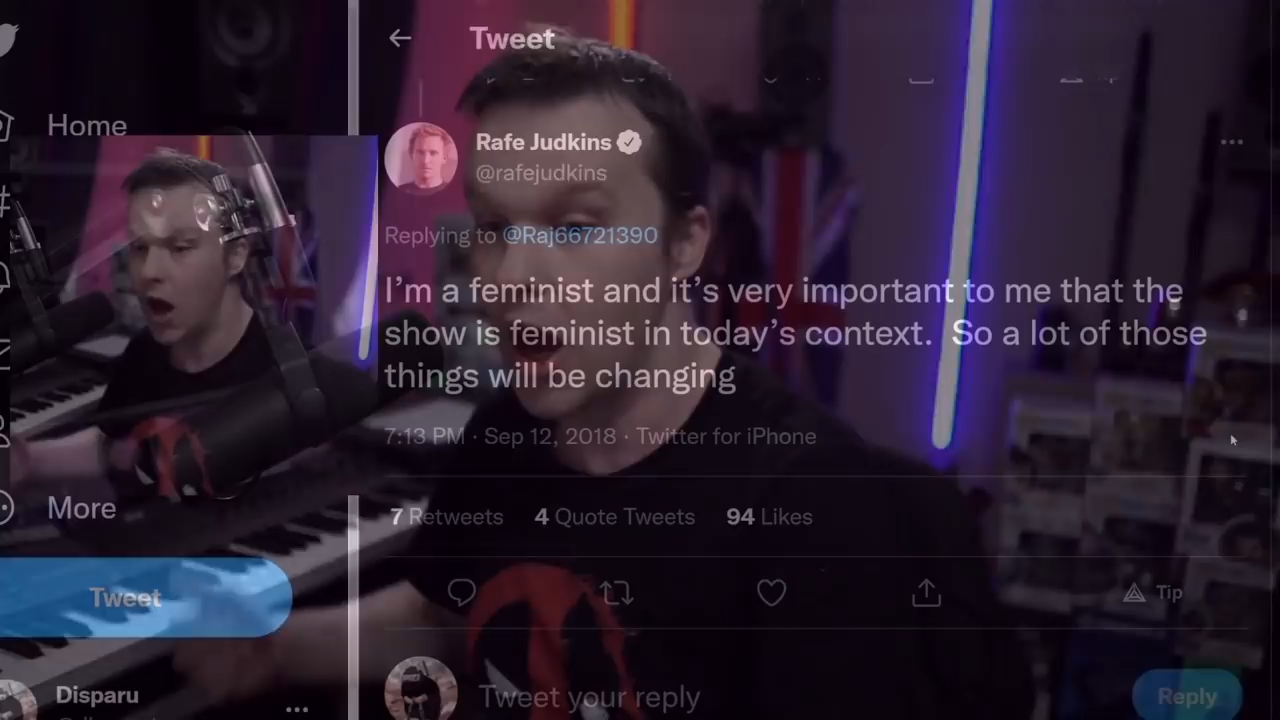 Tweet
Home
Rafe Judkins
@rafejudkins
Replying to @Raj66721390
I’m a feminist and it’s very important to me that the
show is feminist in today’s context.  So a lot of those
things will be changing
7:13 PM · Sep 12, 2018 · Twitter for iPhone
More
7 Retweets 4 Quote Tweets 94 Likes
Tweet
Tip
Disparu
Tweet your reply
Reply